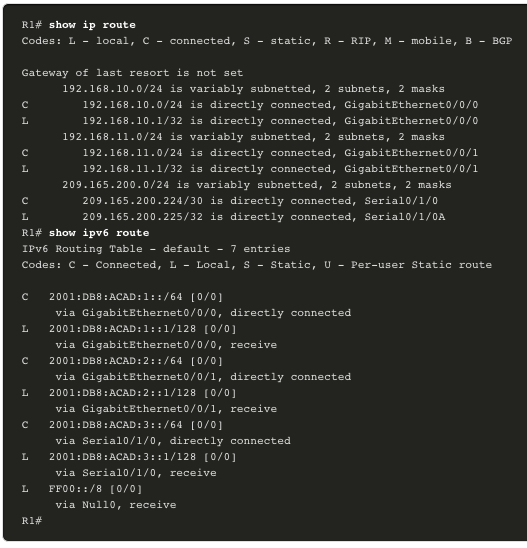 R1# show ip route
Codes: L - local, C - connected, S - static, R - RIP, M - mobile, B - BGP
Gateway of last resort is not set
192.168.10.0/24 is variably subnetted, 2 subnets, 2 masks
C 192.168.10.0/24 is directly connected, GigabitEthernet0/0/0
L 192.168.10.1/32 is directly connected, GigabitEthernet0/0/0
192.168.11.0/24 is variably subnetted, 2 subnets, 2 masks
C 192.168.11.0/24 is directly connected, GigabitEthernet0/0/1
L 192.168.11.1/32 is directly connected, GigabitEthernet0/0/1
209.165.200.0/24 is variably subnetted, 2 subnets, 2 masks
C 209.165.200.224/30 is directly connected, Serial0/1/0
L 209.165.200.225/32 is directly connected, Serial0/1/0A
R1# show ipv6 route
IPv6 Routing Table - default - 7 entries
Codes: C - Connected, L - Local, S - Static, U - Per-user Static route
C 2001:DB8:ACAD:1::/64 [0/0]
via GigabitEthernet0/0/0, directly connected
L 2001:DB8:ACAD:1::1/128 [0/0]
via GigabitEthernet0/0/0, receive
C 2001:DB8:ACAD:2::/64 [0/0]
via GigabitEthernet0/0/1, directly connected
L 2001:DB8:ACAD:2::1/128 [0/0]
via GigabitEthernet0/0/1, receive
C 2001:DB8:ACAD:3::/64 [0/0]
via Serial0/1/0, directly connected
L 2001:DB8:ACAD:3::1/128 [0/0]
via Serial0/1/0, receive
L FF00::/8 [0/0]
via Null0, receive
R1#